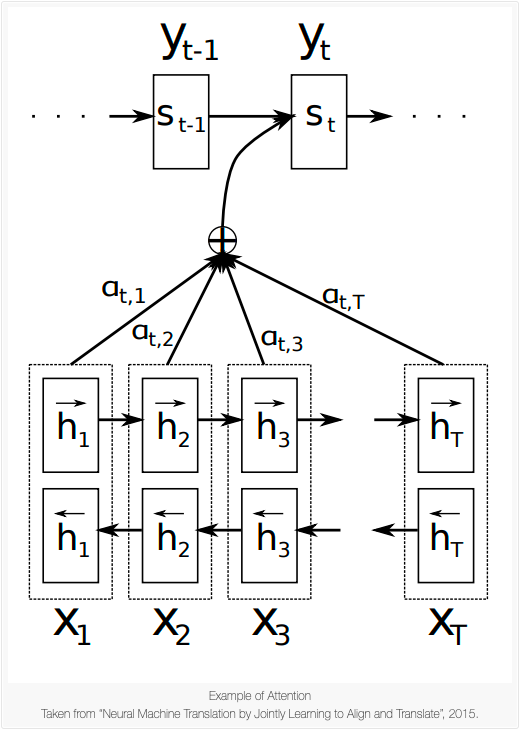 y_{t-1} y_t
. . . s_{t-1} s_t . . .
a_{t,1} a_{t,2} a_{t,3} a_{t,T}
\overrightarrow{h}_1 \overrightarrow{h}_2 \overrightarrow{h}_3 \overrightarrow{h}_T
\overleftarrow{h}_1 \overleftarrow{h}_2 \overleftarrow{h}_3 \overleftarrow{h}_T
x_1 x_2 x_3 x_T
Example of Attention
Taken from "Neural Machine Translation by Jointly Learning to Align and Translate", 2015.